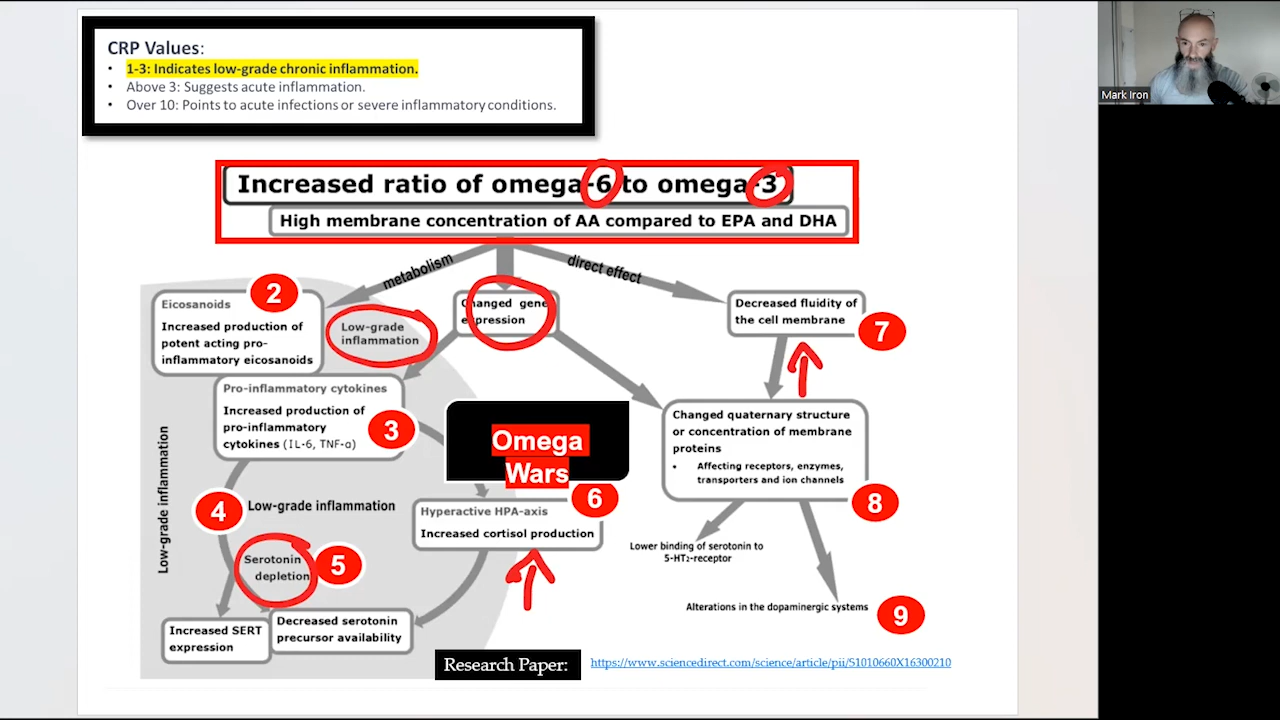 CRP Values:
• 1-3: Indicates low-grade chronic inflammation.
• Above 3: Suggests acute inflammation.
• Over 10: Points to acute infections or severe inflammatory conditions.
Mark Iron
Increased ratio of omega-6 to omega-3
High membrane concentration of AA compared to EPA and DHA
metabolism
direct effect
2
Eicosanoids
Increased production of
potent acting pro-
inflammatory eicosanoids
Low-grade
inflammation
Changed gene
expression
Decreased fluidity of
the cell membrane
7
Pro-inflammatory cytokines
Increased production of
pro-inflammatory
cytokines (IL-6, TNF-α)
3
Omega
Wars
Changed quaternary structure
or concentration of membrane
proteins
• Affecting receptors, enzymes,
transporters and ion channels
8
Low-grade inflammation
4
Low-grade inflammation
6
Hyperactive HPA-axis
Increased cortisol production
Serotonin
depletion
5
Lower binding of serotonin to
5-HT2-receptor
Alterations in the dopaminergic systems
9
Increased SERT
expression
Decreased serotonin
precursor availability
Research Paper:
https://www.sciencedirect.com/science/article/pii/S1010660X16300210